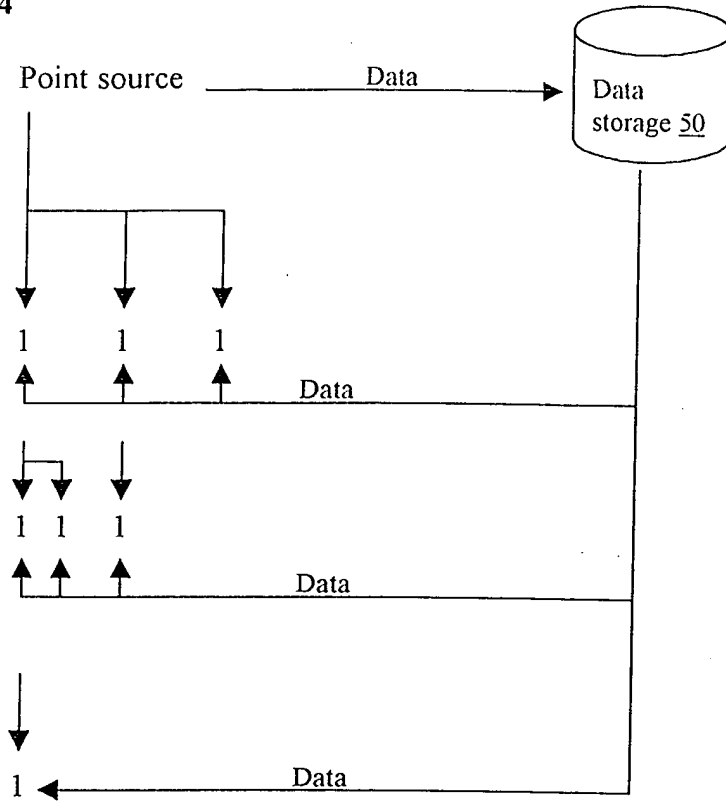 4
Point source
Data
Data
storage 50
1 1 1
Data
1 1 1
Data
1
Data